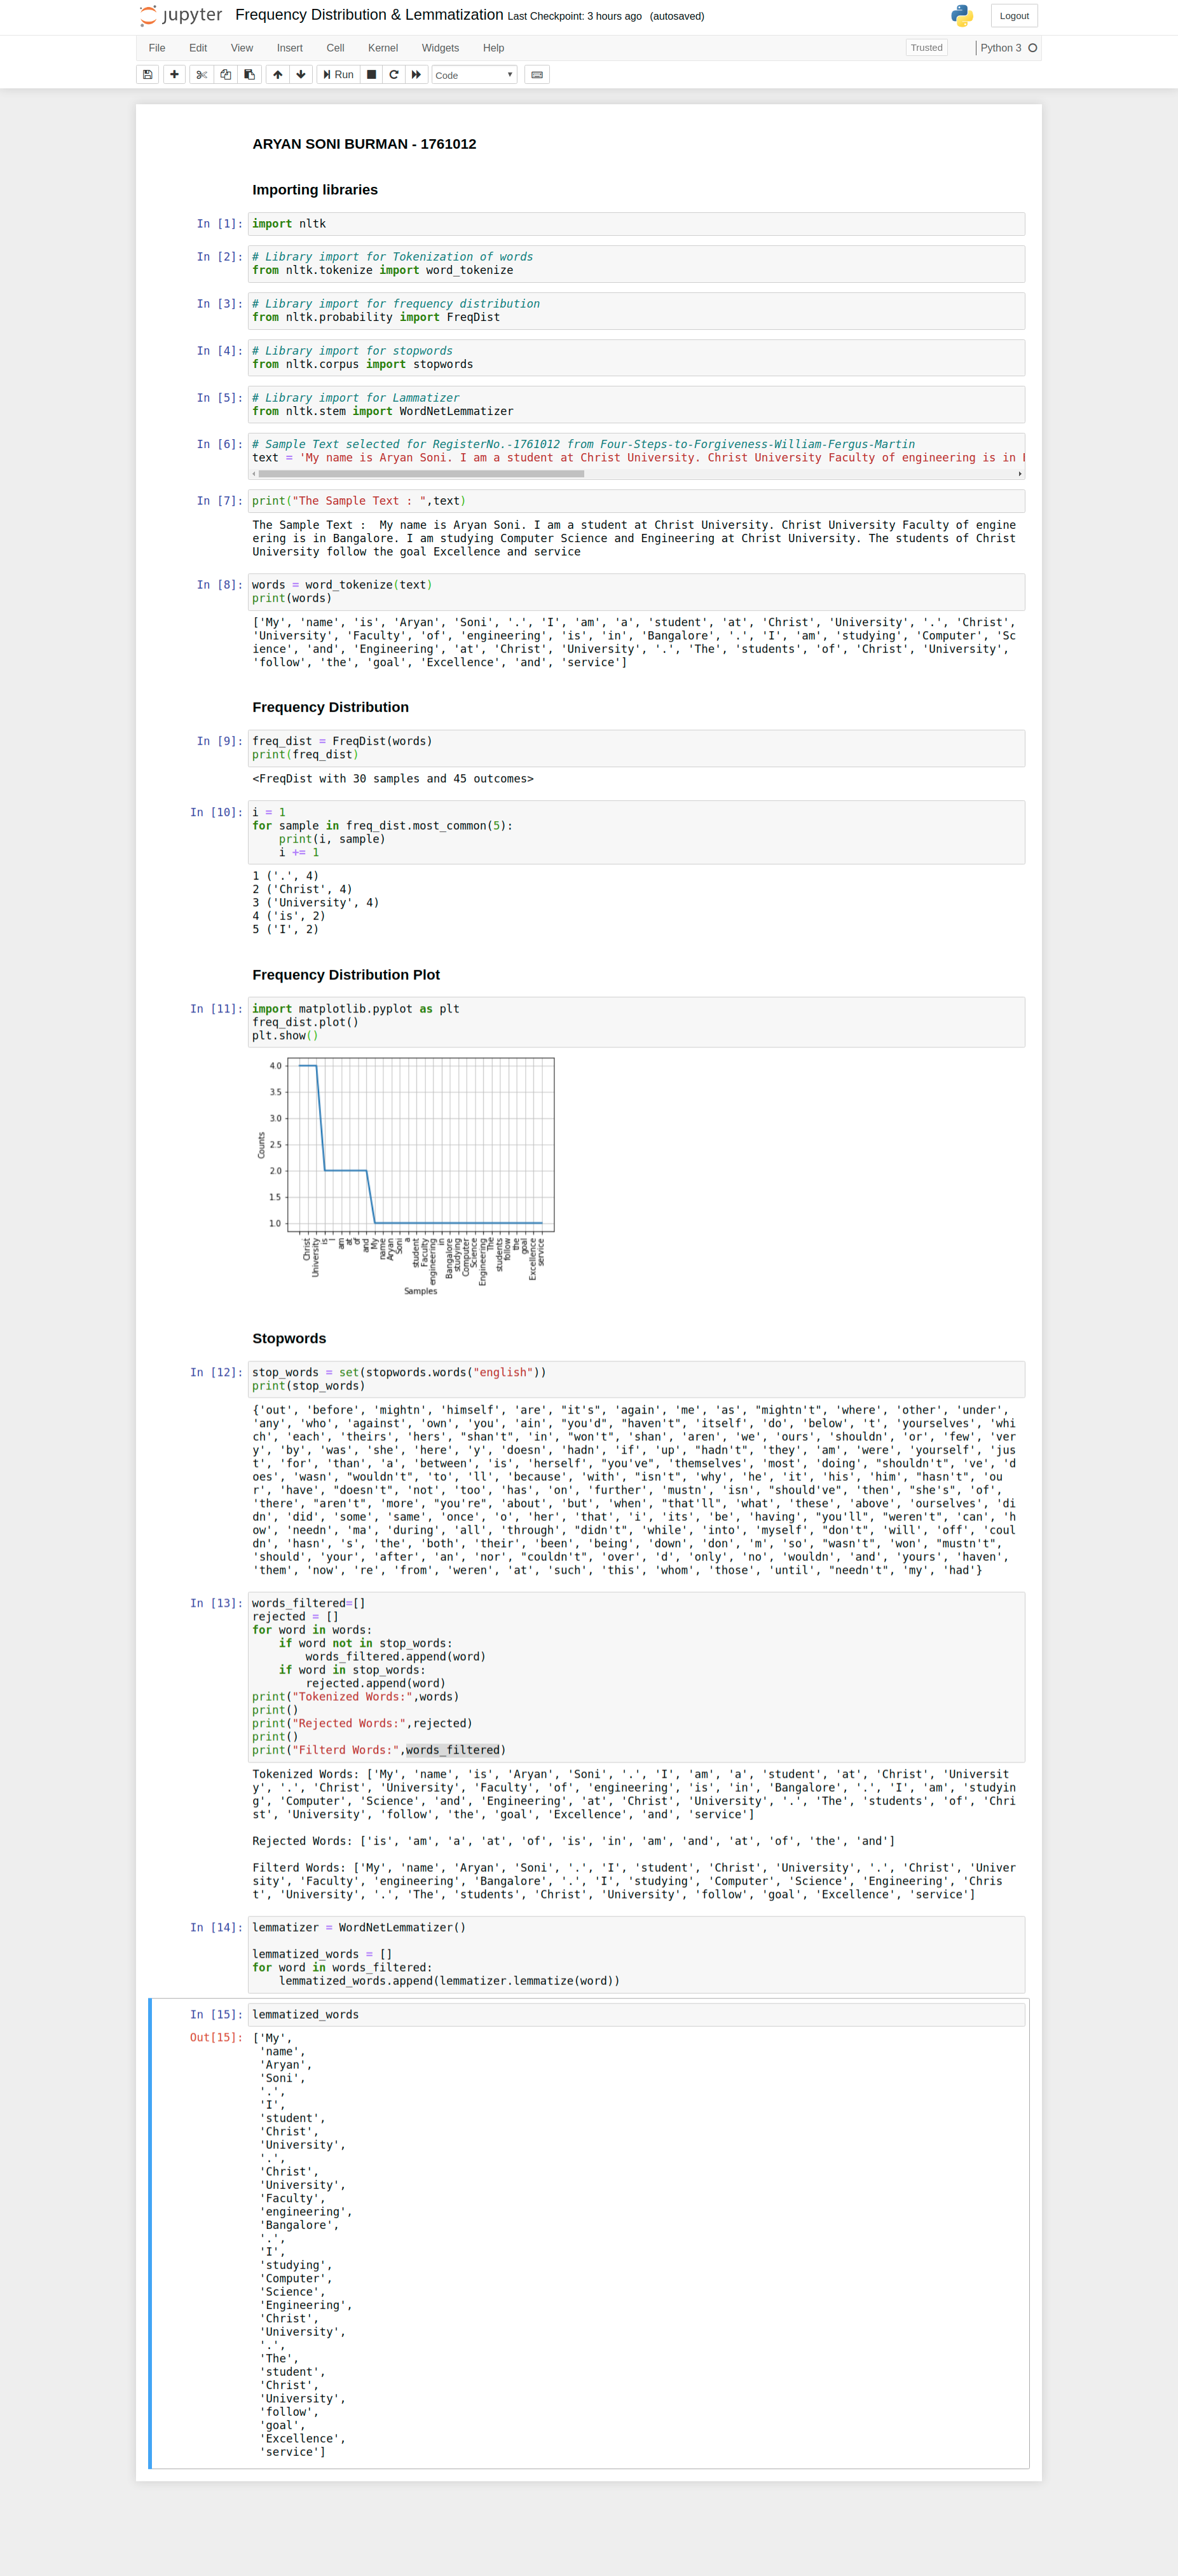 jupyter Frequency Distribution & Lemmatization Last Checkpoint: 3 hours ago (autosaved)
Logout
File Edit View Insert Cell Kernel Widgets Help
Trusted
Python 3
Run
Code
ARYAN SONI BURMAN - 1761012
Importing libraries
In [1]: import nltk
In [2]: # Library import for Tokenization of words
from nltk.tokenize import word_tokenize
In [3]: # Library import for frequency distribution
from nltk.probability import FreqDist
In [4]: # Library import for stopwords
from nltk.corpus import stopwords
In [5]: # Library import for Lammatizer
from nltk.stem import WordNetLemmatizer
In [6]: # Sample Text selected for RegisterNo.-1761012 from Four-Steps-to-Forgiveness-William-Fergus-Martin
text = 'My name is Aryan Soni. I am a student at Christ University. Christ University Faculty of engineering is in
In [7]: print("The Sample Text : ",text)
The Sample Text :  My name is Aryan Soni. I am a student at Christ University. Christ University Faculty of engine
ering is in Bangalore. I am studying Computer Science and Engineering at Christ University. The students of Christ
University follow the goal Excellence and service
In [8]: words = word_tokenize(text)
print(words)
['My', 'name', 'is', 'Aryan', 'Soni', '.', 'I', 'am', 'a', 'student', 'at', 'Christ', 'University', '.', 'Christ',
'University', 'Faculty', 'of', 'engineering', 'is', 'in', 'Bangalore', '.', 'I', 'am', 'studying', 'Computer', 'Sc
ience', 'and', 'Engineering', 'at', 'Christ', 'University', '.', 'The', 'students', 'of', 'Christ', 'University',
'follow', 'the', 'goal', 'Excellence', 'and', 'service']
Frequency Distribution
In [9]: freq_dist = FreqDist(words)
print(freq_dist)
<FreqDist with 30 samples and 45 outcomes>
In [10]: i = 1
for sample in freq_dist.most_common(5):
    print(i, sample)
    i += 1
1 ('.', 4)
2 ('Christ', 4)
3 ('University', 4)
4 ('is', 2)
5 ('I', 2)
Frequency Distribution Plot
In [11]: import matplotlib.pyplot as plt
freq_dist.plot()
plt.show()
4.0
3.5
3.0
2.5
2.0
1.5
1.0
Counts
. Christ University is I am at of and My name Aryan Soni a student Faculty engineering in Bangalore studying Computer Science Engineering The students follow the goal Excellence service
Samples
Stopwords
In [12]: stop_words = set(stopwords.words("english"))
print(stop_words)
{'out', 'before', 'mightn', 'himself', 'are', "it's", 'again', 'me', 'as', "mightn't", 'where', 'other', 'under',
'any', 'who', 'against', 'own', 'you', 'ain', "you'd", "haven't", 'itself', 'do', 'below', 't', 'yourselves', 'whi
ch', 'each', 'theirs', 'hers', "shan't", 'in', "won't", 'shan', 'aren', 'we', 'ours', 'shouldn', 'or', 'few', 'ver
y', 'by', 'was', 'she', 'here', 'y', 'doesn', 'hadn', 'if', 'up', "hadn't", 'they', 'am', 'were', 'yourself', 'jus
t', 'for', 'than', 'a', 'between', 'is', 'herself', "you've", 'themselves', 'most', 'doing', "shouldn't", 've', 'd
oes', 'wasn', "wouldn't", 'to', 'll', 'because', 'with', "isn't", 'why', 'he', 'it', 'his', 'him', "hasn't", 'ou
r', 'have', "doesn't", 'not', 'too', 'has', 'on', 'further', 'mustn', 'isn', "should've", 'then', "she's", 'of',
'there', "aren't", 'more', "you're", 'about', 'but', 'when', "that'll", 'what', 'these', 'above', 'ourselves', 'di
dn', 'did', 'some', 'same', 'once', 'o', 'her', 'that', 'i', 'its', 'be', 'having', "you'll", "weren't", 'can', 'h
ow', 'needn', 'ma', 'during', 'all', 'through', "didn't", 'while', 'into', 'myself', "don't", 'will', 'off', 'coul
dn', 'hasn', 's', 'the', 'both', 'their', 'been', 'being', 'down', 'don', 'm', 'so', "wasn't", 'won', "mustn't",
'should', 'your', 'after', 'an', 'nor', "couldn't", 'over', 'd', 'only', 'no', 'wouldn', 'and', 'yours', 'haven',
'them', 'now', 're', 'from', 'weren', 'at', 'such', 'this', 'whom', 'those', 'until', "needn't", 'my', 'had'}
In [13]: words_filtered=[]
rejected = []
for word in words:
    if word not in stop_words:
        words_filtered.append(word)
    if word in stop_words:
        rejected.append(word)
print("Tokenized Words:",words)
print()
print("Rejected Words:",rejected)
print()
print("Filterd Words:",words_filtered)
Tokenized Words: ['My', 'name', 'is', 'Aryan', 'Soni', '.', 'I', 'am', 'a', 'student', 'at', 'Christ', 'Universit
y', '.', 'Christ', 'University', 'Faculty', 'of', 'engineering', 'is', 'in', 'Bangalore', '.', 'I', 'am', 'studyin
g', 'Computer', 'Science', 'and', 'Engineering', 'at', 'Christ', 'University', '.', 'The', 'students', 'of', 'Chri
st', 'University', 'follow', 'the', 'goal', 'Excellence', 'and', 'service']
Rejected Words: ['is', 'am', 'a', 'at', 'of', 'is', 'in', 'am', 'and', 'at', 'of', 'the', 'and']
Filterd Words: ['My', 'name', 'Aryan', 'Soni', '.', 'I', 'student', 'Christ', 'University', '.', 'Christ', 'Univer
sity', 'Faculty', 'engineering', 'Bangalore', '.', 'I', 'studying', 'Computer', 'Science', 'Engineering', 'Chris
t', 'University', '.', 'The', 'students', 'Christ', 'University', 'follow', 'goal', 'Excellence', 'service']
In [14]: lemmatizer = WordNetLemmatizer()
lemmatized_words = []
for word in words_filtered:
    lemmatized_words.append(lemmatizer.lemmatize(word))
In [15]: lemmatized_words
Out[15]: ['My',
'name',
'Aryan',
'Soni',
'.',
'I',
'student',
'Christ',
'University',
'.',
'Christ',
'University',
'Faculty',
'engineering',
'Bangalore',
'.',
'I',
'studying',
'Computer',
'Science',
'Engineering',
'Christ',
'University',
'.',
'The',
'student',
'Christ',
'University',
'follow',
'goal',
'Excellence',
'service']